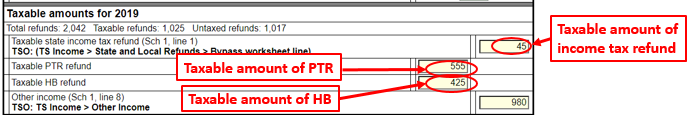 Taxable amounts for 2019
Total refunds: 2,042 Taxable refunds: 1,025 Untaxed refunds: 1,017
Taxable state income tax refund (Sch 1, line 1)
TSO: (TS Income > State and Local Refunds > Bypass worksheet line)
45
Taxable amount of
income tax refund
Taxable PTR refund
Taxable amount of PTR
555
Taxable HB refund
Taxable amount of HB
425
Other income (Sch 1, line 8)
TSO: TS Income > Other Income
980